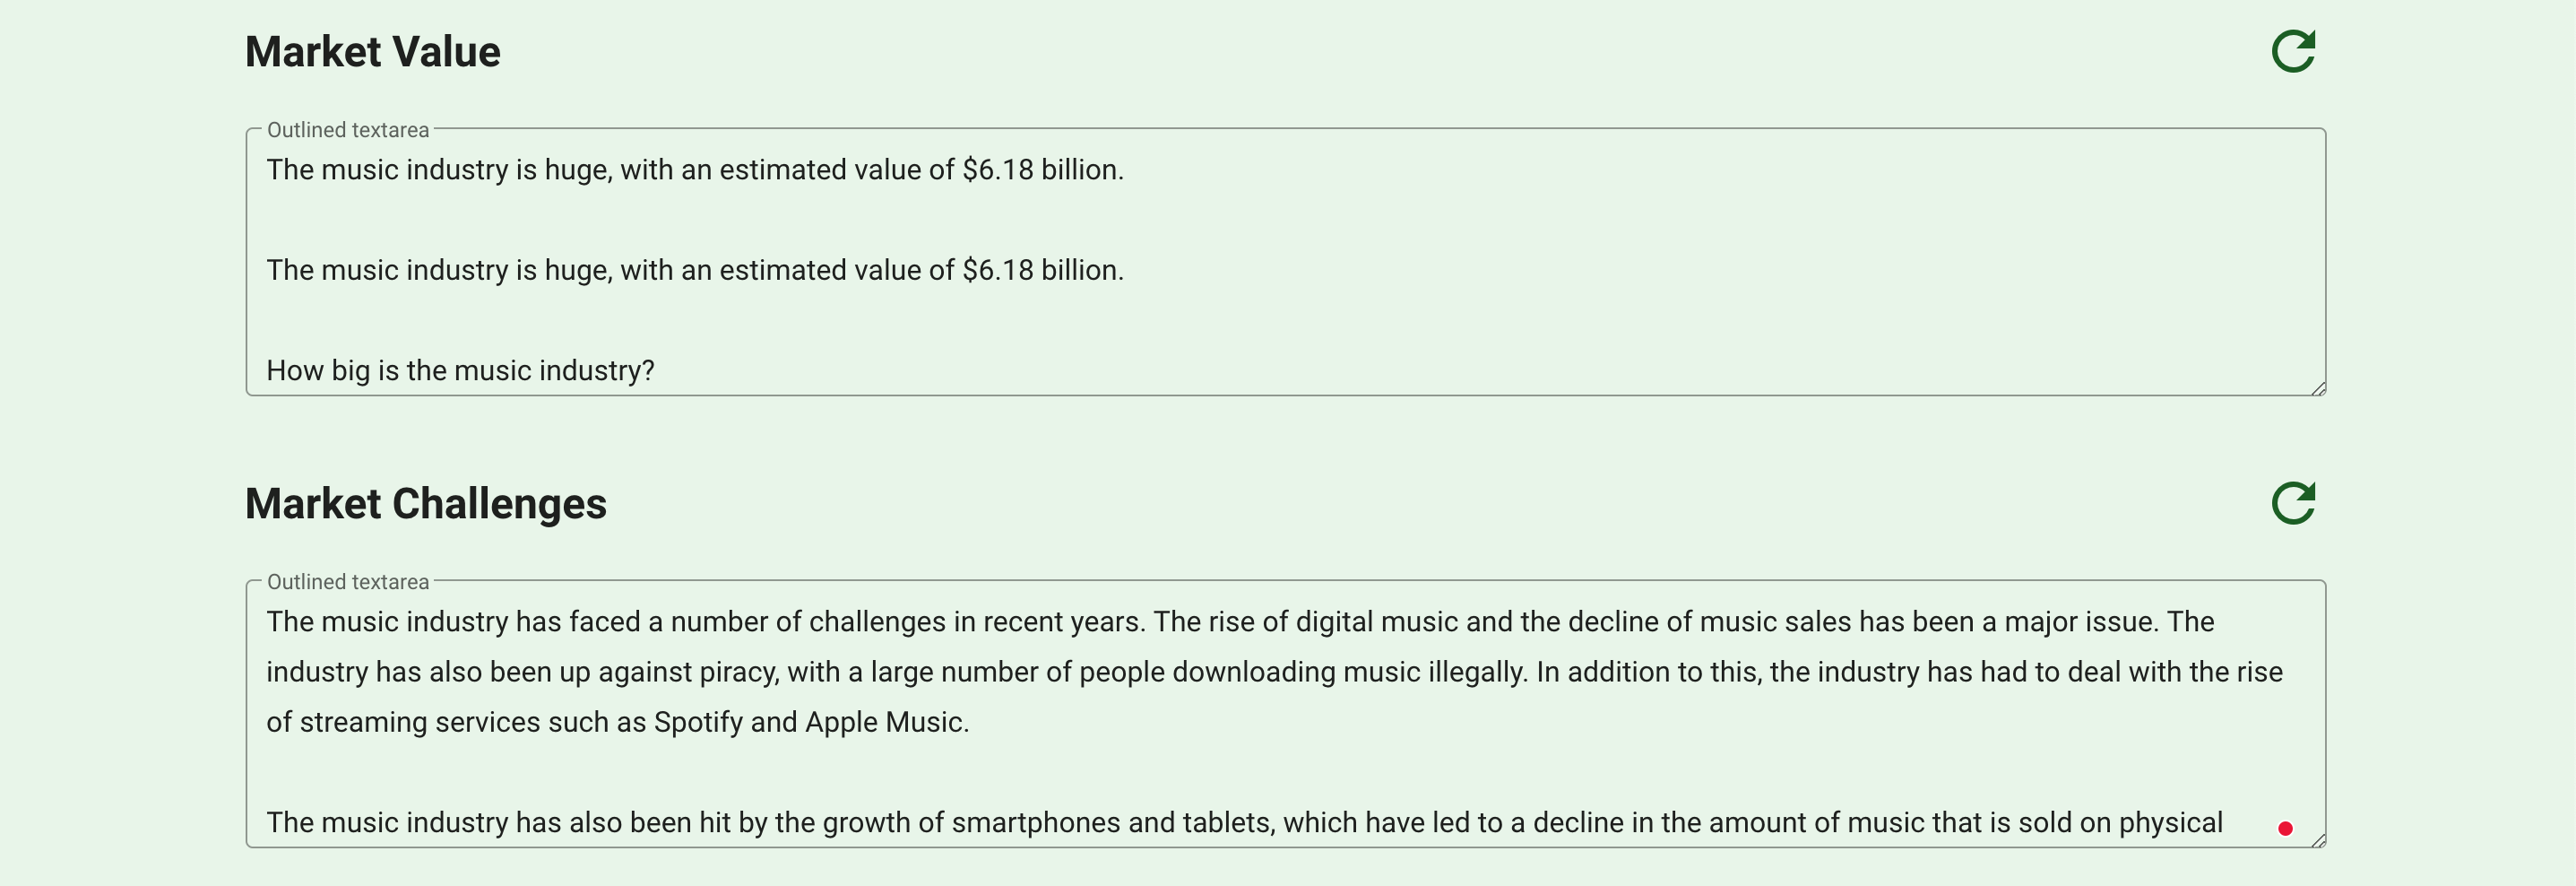 Market Value
Outlined textarea
The music industry is huge, with an estimated value of $6.18 billion.
The music industry is huge, with an estimated value of $6.18 billion.
How big is the music industry?
Market Challenges
Outlined textarea
The music industry has faced a number of challenges in recent years. The rise of digital music and the decline of music sales has been a major issue. The
industry has also been up against piracy, with a large number of people downloading music illegally. In addition to this, the industry has had to deal with the rise
of streaming services such as Spotify and Apple Music.
The music industry has also been hit by the growth of smartphones and tablets, which have led to a decline in the amount of music that is sold on physical